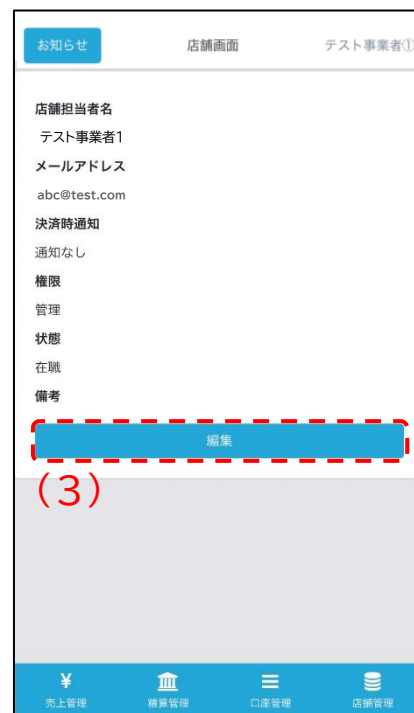 お知らせ 店舗画面 テスト事業者①
店舗担当者名
テスト事業者1
メールアドレス
abc@test.com
決済時通知
通知なし
権限
管理
状態
在職
備考
編集
(3)
¥
売上管理 精算管理 口座管理 店舗管理